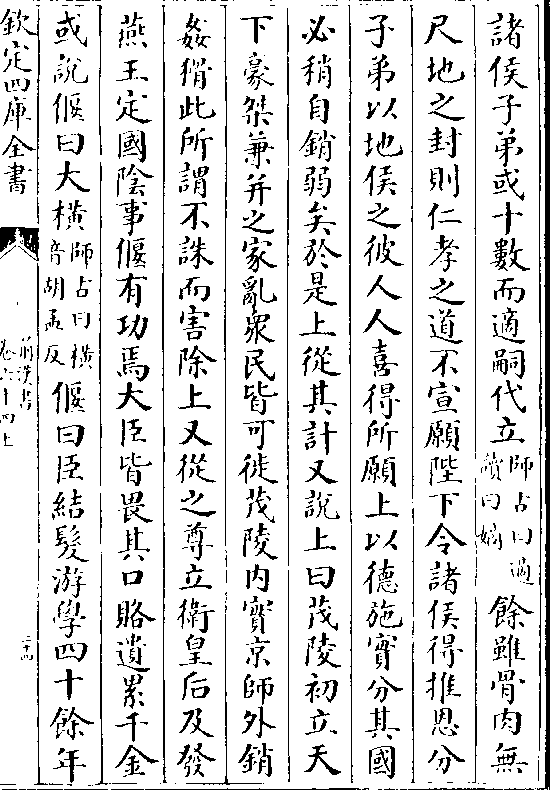 諸侯子弟或十數而適嗣代立師古曰適讀曰嫡餘雖骨肉無
尺地之封則仁孝之道不宣願陛下令諸侯得推恩分
子弟以地侯之彼人人喜得所願上以德施實分其國
必稍自銷弱矣於是上從其計又說上曰茂陵初立天
下豪桀兼并之家亂衆民皆可徙茂陵内實京師外銷
姦猾此所謂不誅而害除上又從之尊立衛皇后及發
燕王定國隂事偃有功焉大臣皆畏其口賂遺累千金
或說偃曰大横師古曰横音胡孟反偃曰臣結髮游學四十餘年
欽定四庫全書
前漢書
卷六十四上
二十四